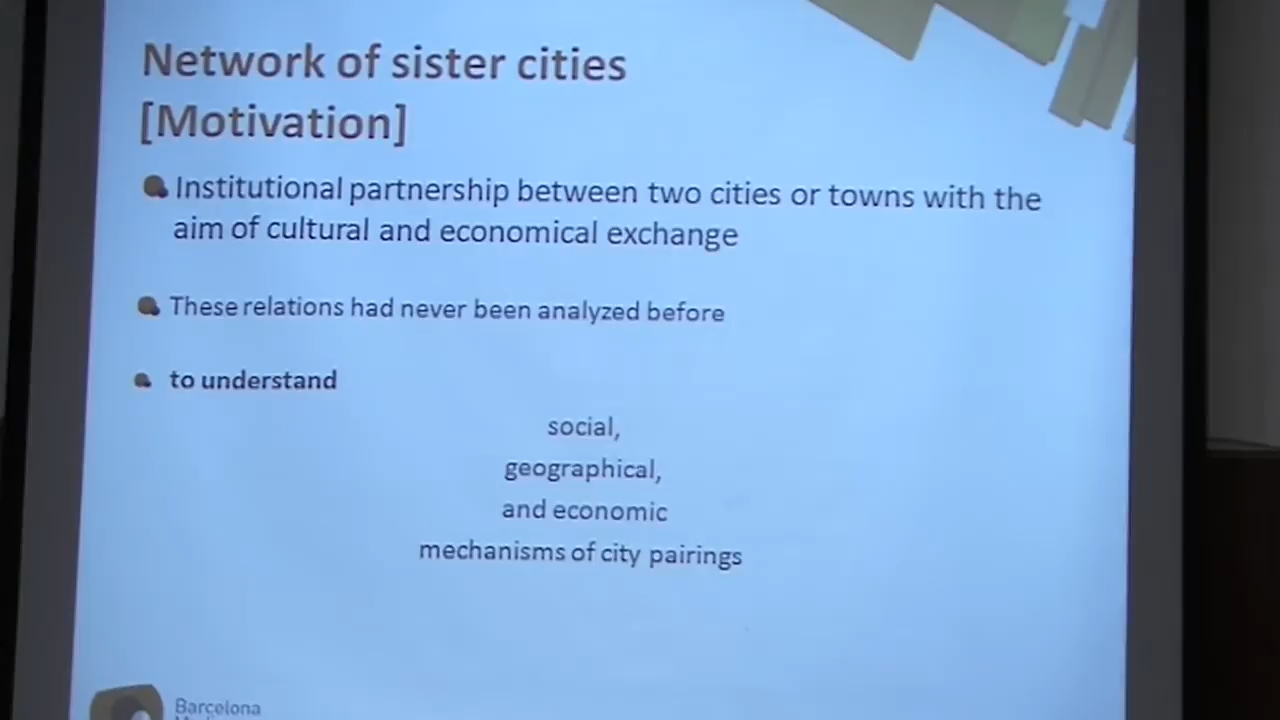 Network of sister cities
[Motivation]
Institutional partnership between two cities or towns with the
aim of cultural and economical exchange
These relations had never been analyzed before
to understand
social,
geographical,
and economic
mechanisms of city pairings
Barcelona